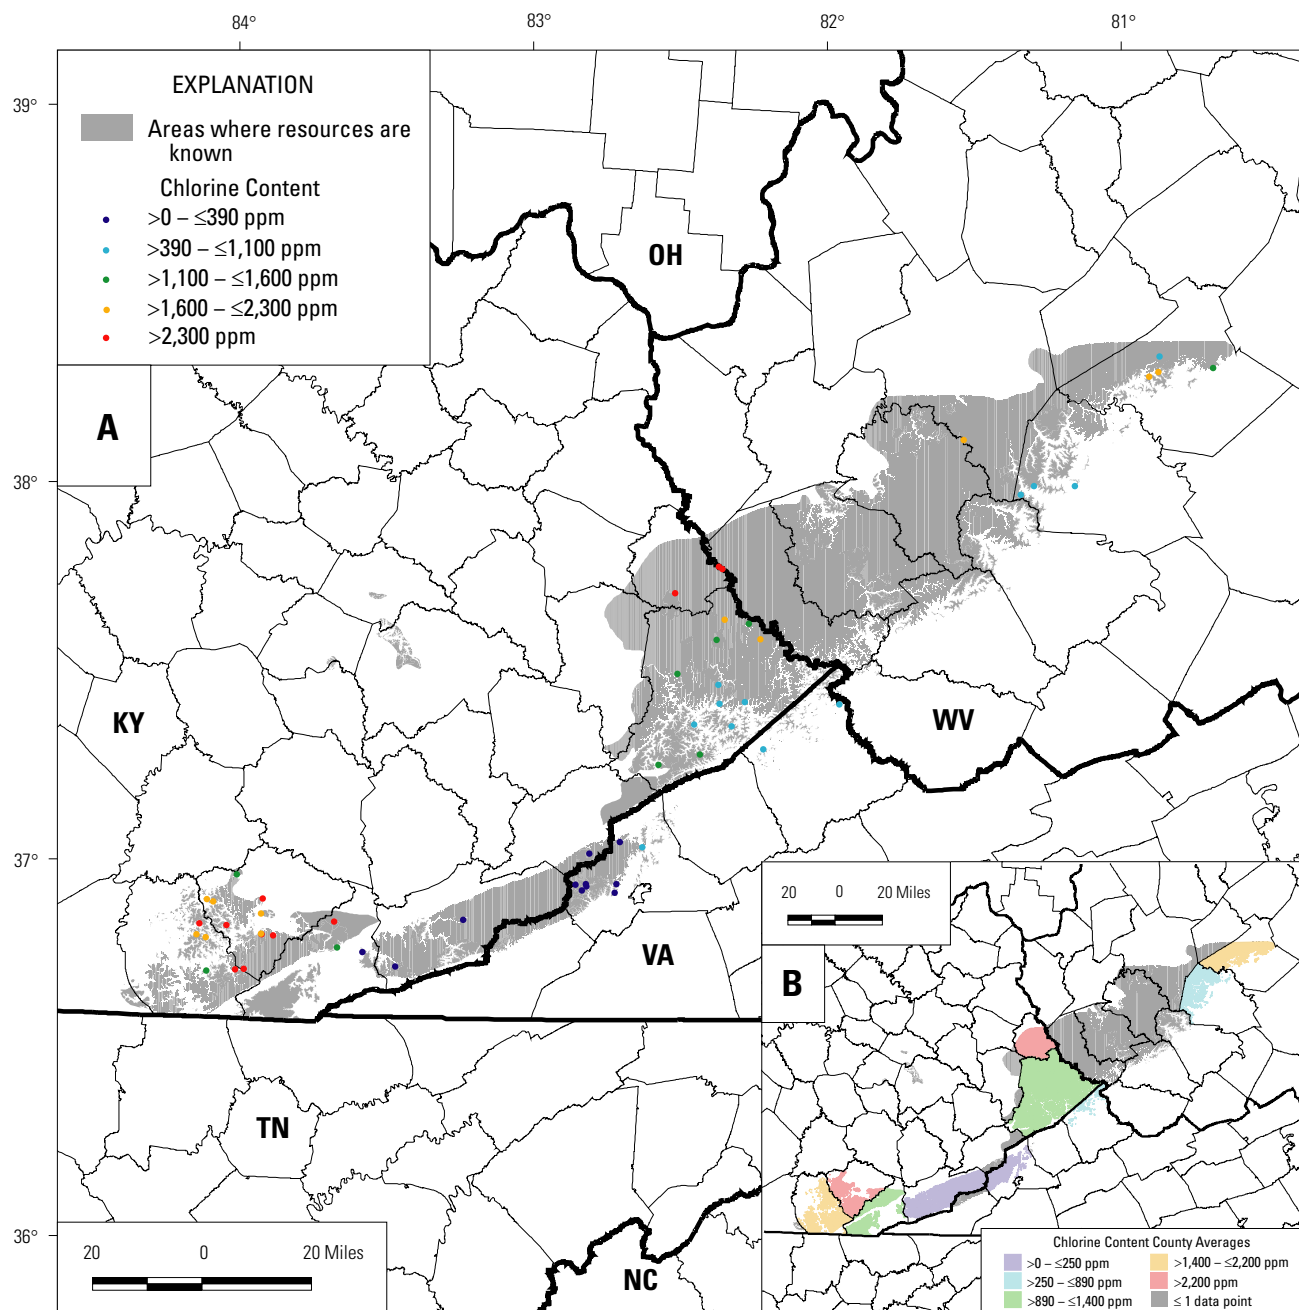 84°
83°
82°
81°
39°
38°
37°
36°
EXPLANATION
Areas where resources are
known
Chlorine Content
>0 – ≤390 ppm
>390 – ≤1,100 ppm
>1,100 – ≤1,600 ppm
>1,600 – ≤2,300 ppm
>2,300 ppm
A
OH
KY
WV
VA
TN
NC
20 0 20 Miles
20 0 20 Miles
B
Chlorine Content County Averages
>0 – ≤250 ppm
>250 – ≤890 ppm
>890 – ≤1,400 ppm
>1,400 – ≤2,200 ppm
>2,200 ppm
≤ 1 data point